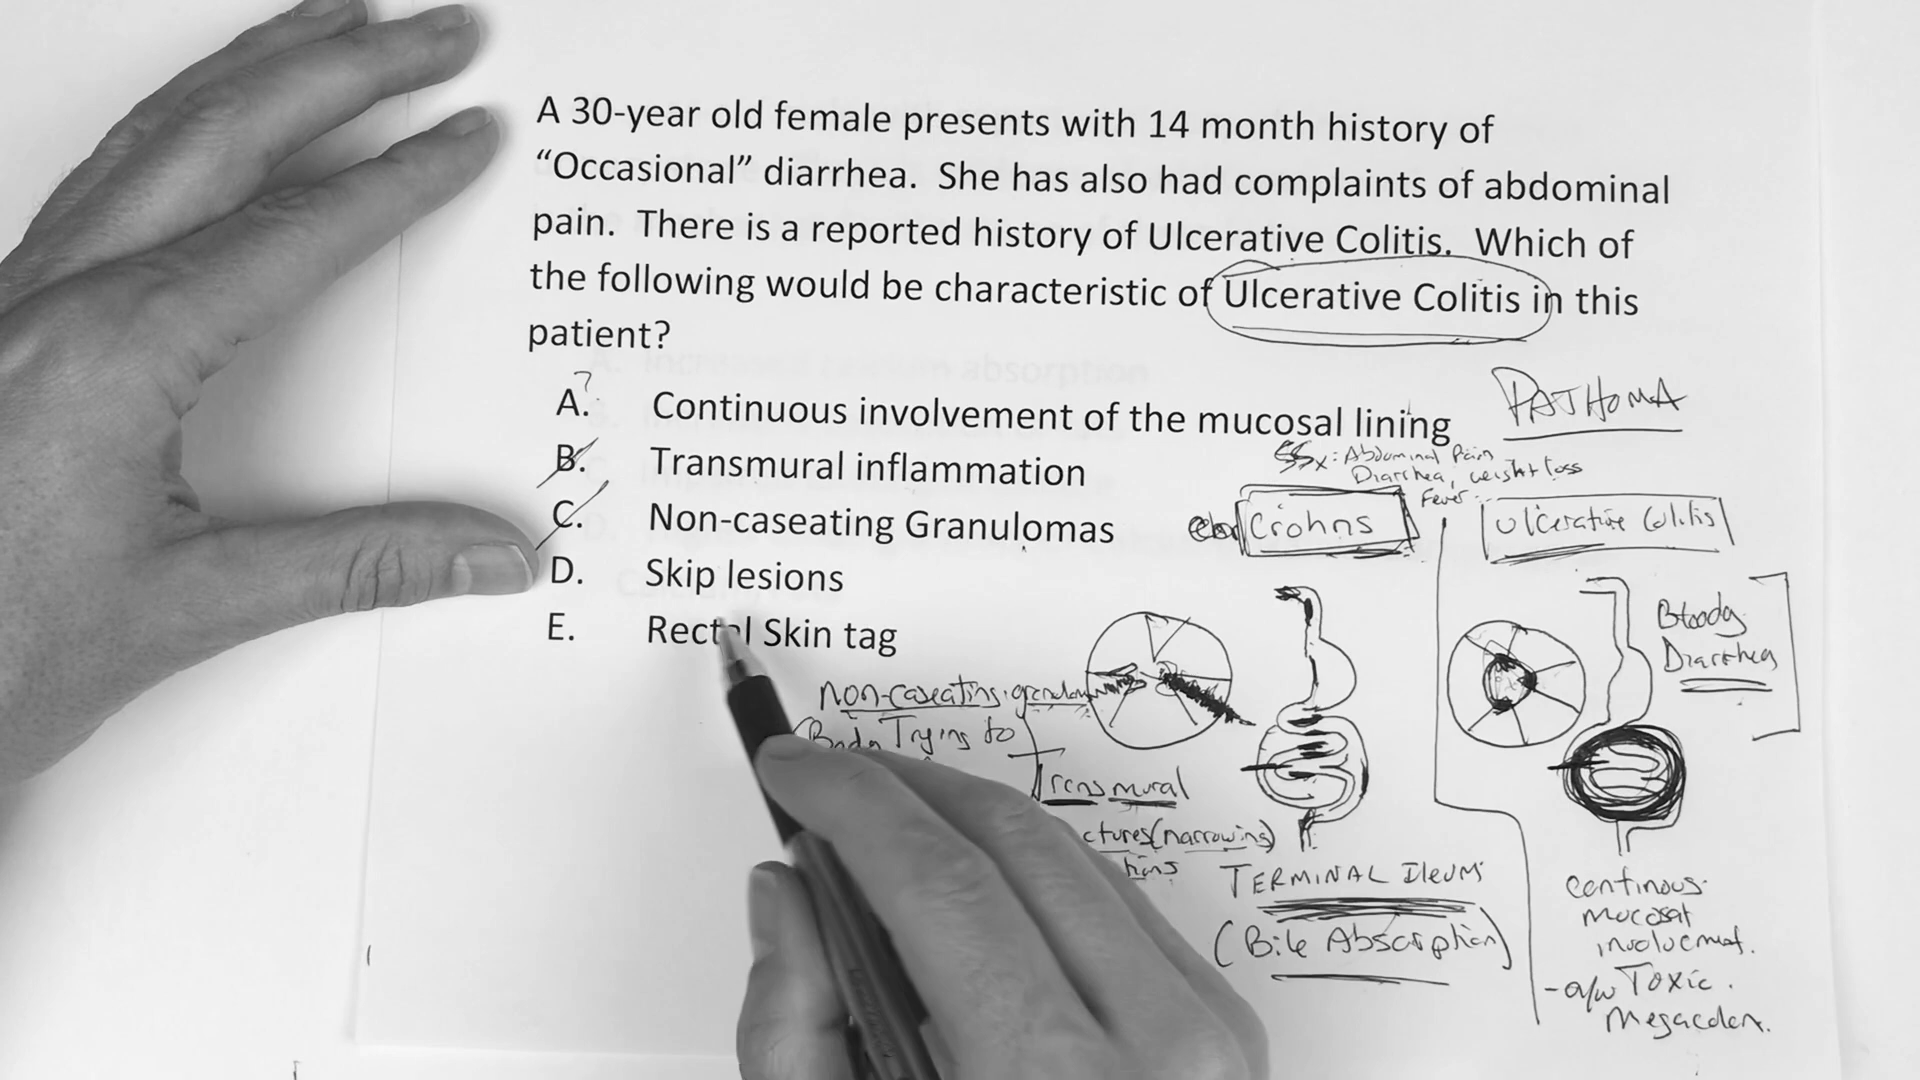 A 30-year old female presents with 14 month history of
“Occasional” diarrhea. She has also had complaints of abdominal
pain. There is a reported history of Ulcerative Colitis. Which of
the following would be characteristic of Ulcerative Colitis in this
patient?
?
A. Continuous involvement of the mucosal lining
B. Transmural inflammation
C. Non-caseating Granulomas
D. Skip lesions
E. Rectal Skin tag
PATHOMA
SSx: Abdominal Pain
Diarrhea, weight loss
Fever
Crohns
Ulcerative Colitis
Bloody
Diarrhea
Non-caseating
Trying to
Transmural
ctures (narrowing)
TERMINAL ILEUM
(Bile Absorption)
continous
mucosal
involvemnt.
- a/w Toxic
Megacolon.